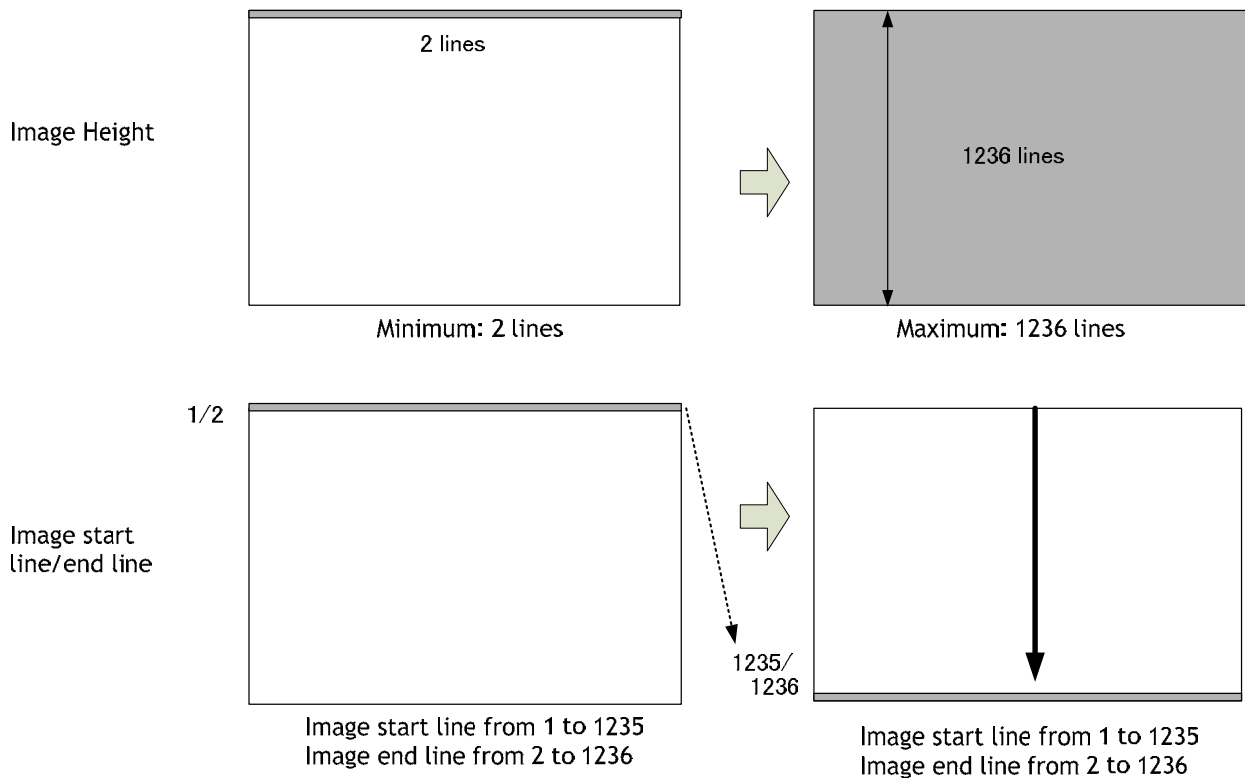 2 lines
Image Height
1236 lines
Minimum: 2 lines
Maximum: 1236 lines
1/2
Image start
line/end line
1235/
1236
Image start line from 1 to 1235
Image end line from 2 to 1236
Image start line from 1 to 1235
Image end line from 2 to 1236